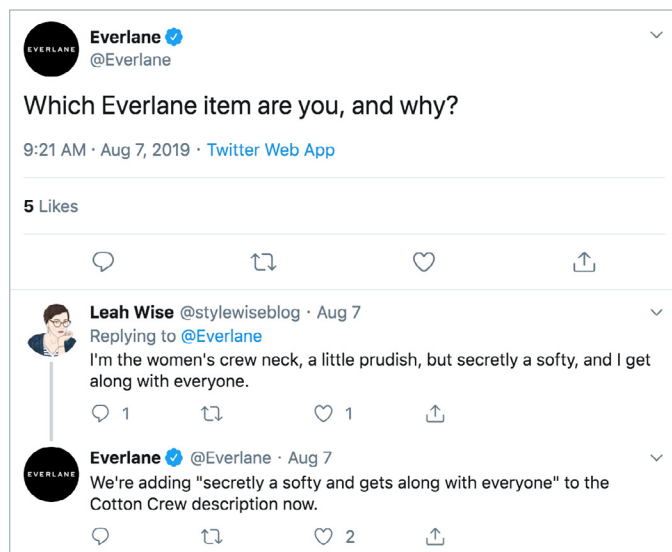 EVERLANE
Everlane
@Everlane
Which Everlane item are you, and why?
9:21 AM · Aug 7, 2019 · Twitter Web App
5 Likes
Leah Wise @stylewiseblog · Aug 7
Replying to @Everlane
I'm the women's crew neck, a little prudish, but secretly a softy, and I get
along with everyone.
1 1
EVERLANE
Everlane @Everlane · Aug 7
We're adding "secretly a softy and gets along with everyone" to the
Cotton Crew description now.
2